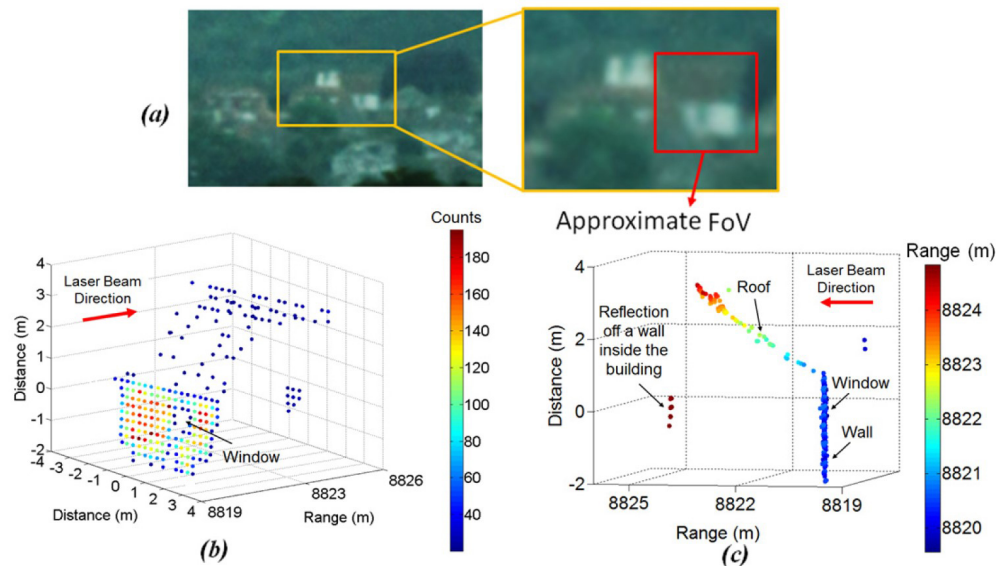 (a)
Approximate FoV
Counts
180
160
140
120
100
80
60
40
Laser Beam
Direction
Distance (m)
4
3
2
1
0
-1
-2
-4
-3
-2
-1
0
1
2
3
4
Distance (m)
Window
8819
8823
8826
Range (m)
(b)
Range (m)
8824
8823
8822
8821
8820
Laser Beam
Direction
Roof
Reflection
off a wall
inside the
building
Window
Wall
Distance (m)
4
2
0
-2
8825
8822
8819
Range (m)
(c)